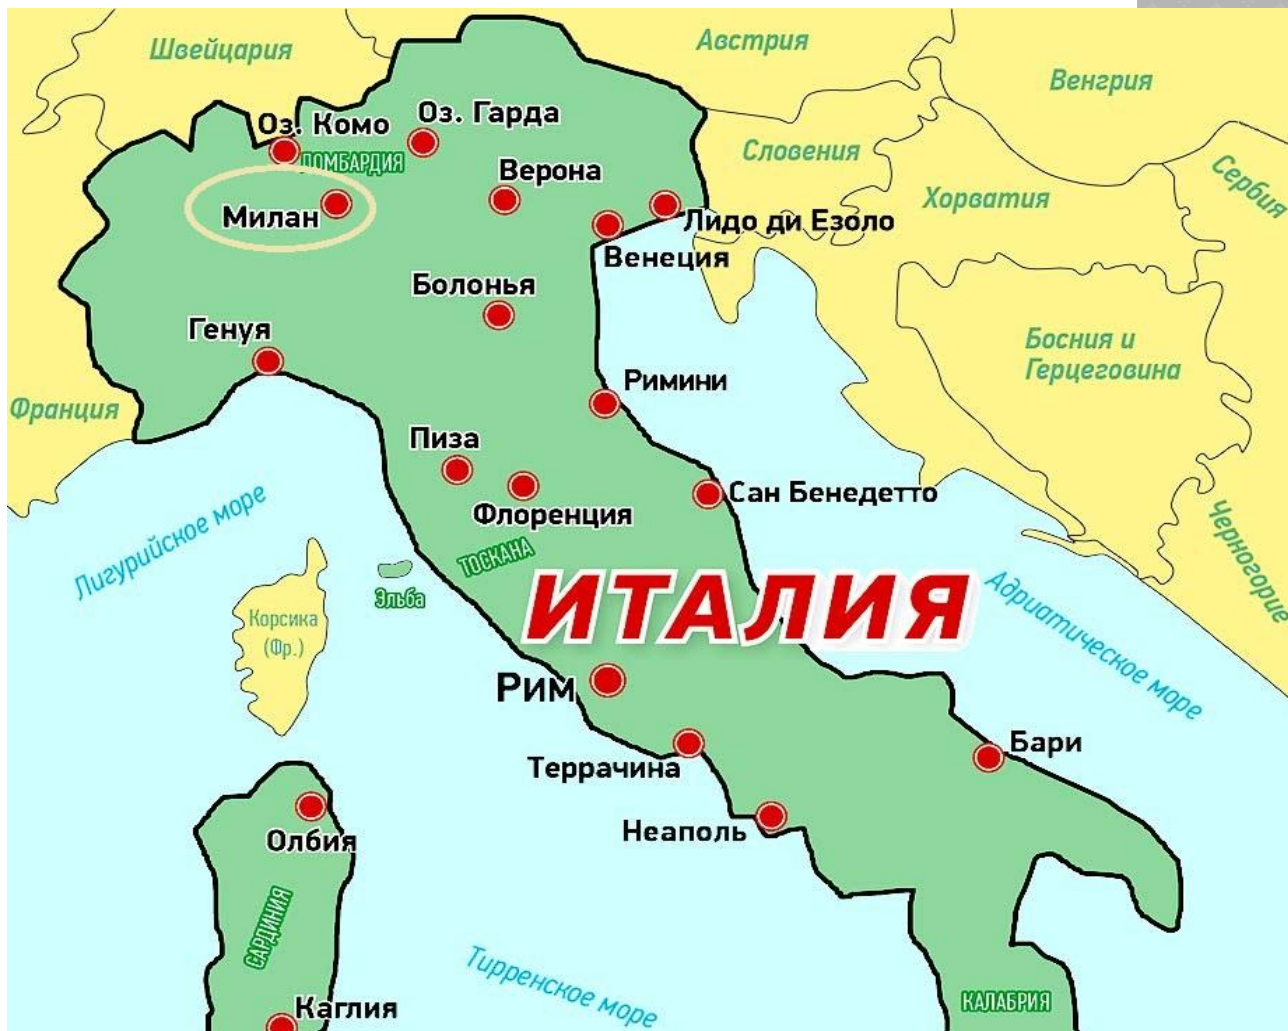 Швейцария
Австрия
Венгрия
Оз. Комо
Оз. Гарда
ЛОМБАРДИЯ
Словения
Сербия
Верона
Хорватия
Милан
Лидо ди Езоло
Венеция
Болонья
Генуя
Босния и
Герцеговина
Римини
Франция
Пиза
Сан Бенедетто
Флоренция
Лигурийское море
Черногорие
ТОСКАНА
Эльба
ИТАЛИЯ
Адриатическое море
Корсика
(Фр.)
Рим
Бари
Террачина
Неаполь
Олбия
САРДИНИЯ
Тирренское море
КАЛАБРИЯ
Каглия